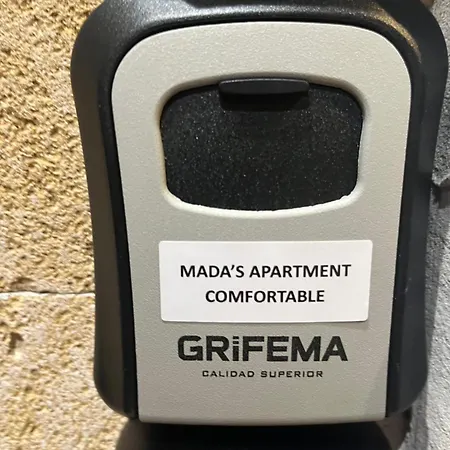 MADA'S APARTMENT
COMFORTABLE
GRiFEMA
CALIDAD SUPERIOR